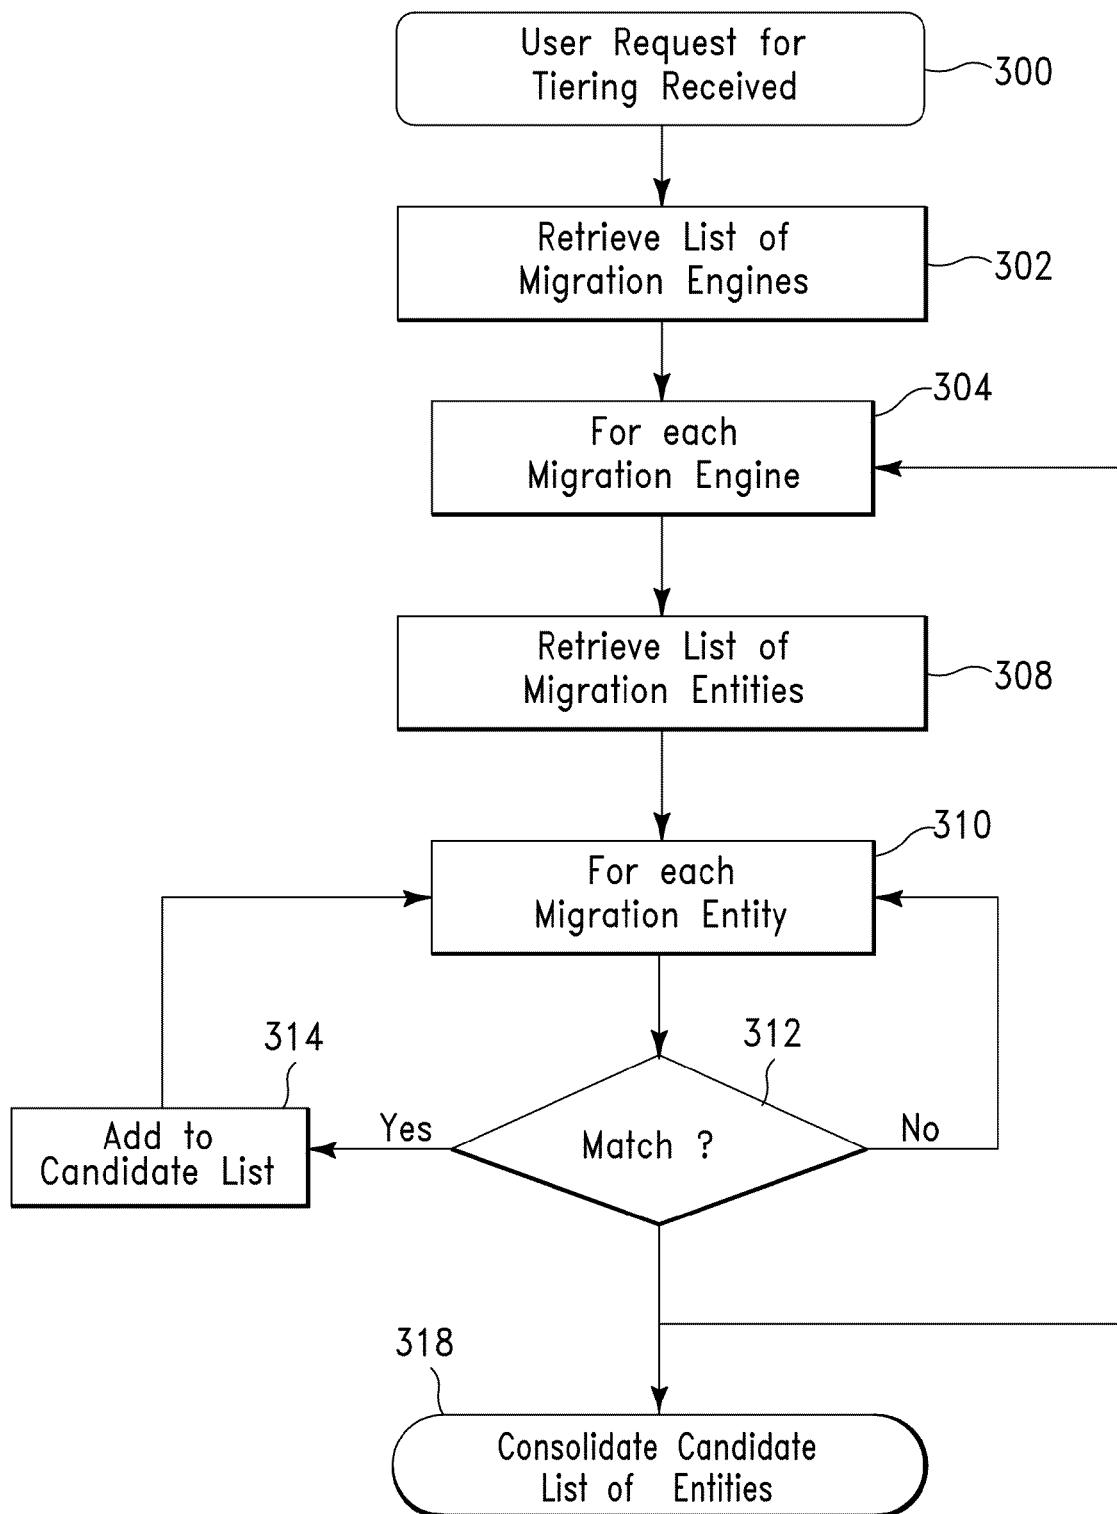 User Request for
Tiering Received
300
Retrieve List of
Migration Engines
302
304
For each
Migration Engine
Retrieve List of
Migration Entities
308
310
For each
Migration Entity
314
312
Add to
Candidate List
Yes
Match ?
No
318
Consolidate Candidate
List of Entities